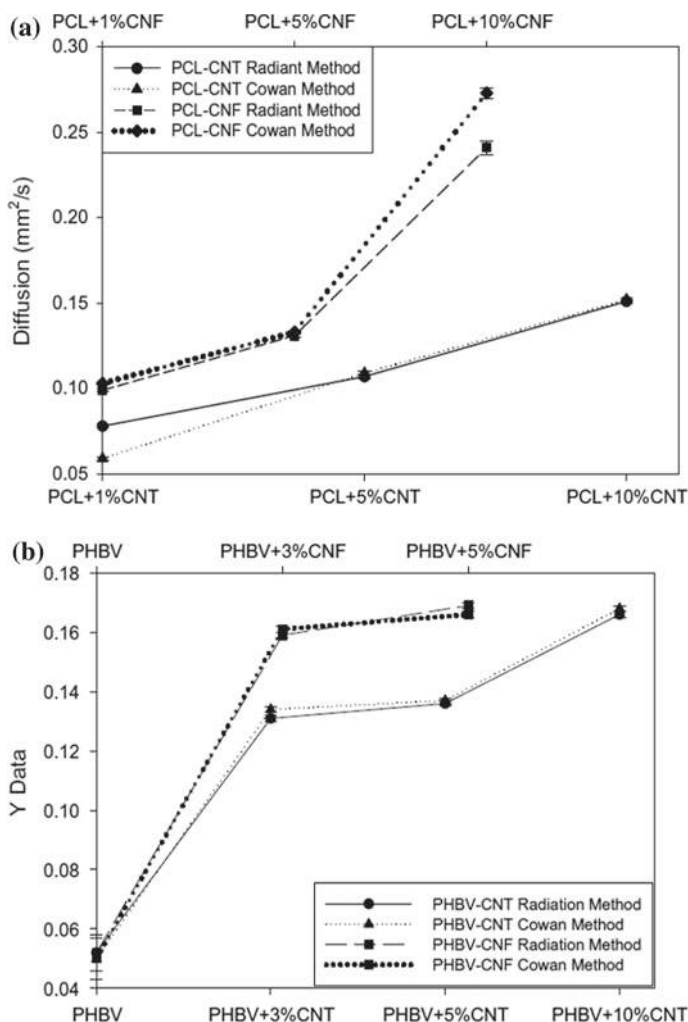 (a) PCL+1%CNF PCL+5%CNF PCL+10%CNF
0.30
PCL-CNT Radiant Method
PCL-CNT Cowan Method
PCL-CNF Radiant Method
PCL-CNF Cowan Method
0.25
0.20
0.15
0.10
0.05
Diffusion (mm²/s)
PCL+1%CNT PCL+5%CNT PCL+10%CNT
(b) PHBV PHBV+3%CNF PHBV+5%CNF
0.18
0.16
0.14
0.12
0.10
0.08
0.06
0.04
Y Data
PHBV-CNT Radiation Method
PHBV-CNT Cowan Method
PHBV-CNF Radiation Method
PHBV-CNF Cowan Method
PHBV PHBV+3%CNT PHBV+5%CNT PHBV+10%CNT